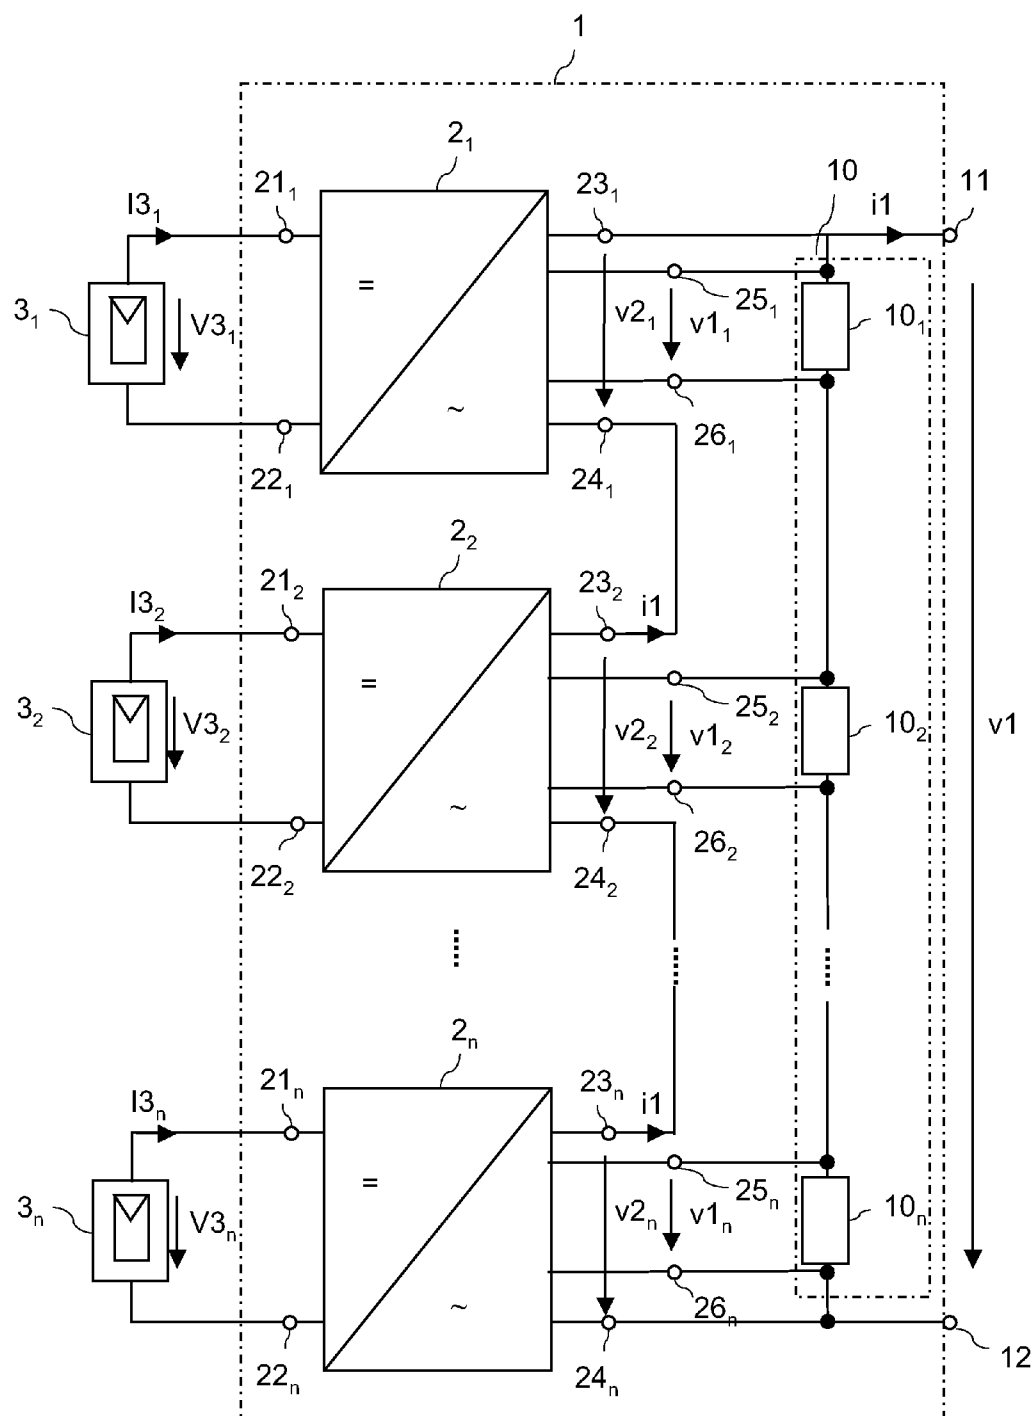 1
2₁
I3₁
21₁
23₁
10
i1
11
3₁
V3₁
=
v2₁
v1₁
25₁
10₁
~
22₁
24₁
26₁
2₂
I3₂
21₂
23₂
i1
3₂
V3₂
=
v2₂
v1₂
25₂
10₂
v1
~
22₂
24₂
26₂
2ₙ
I3ₙ
21ₙ
23ₙ
i1
3ₙ
V3ₙ
=
v2ₙ
v1ₙ
25ₙ
10ₙ
~
22ₙ
24ₙ
26ₙ
12